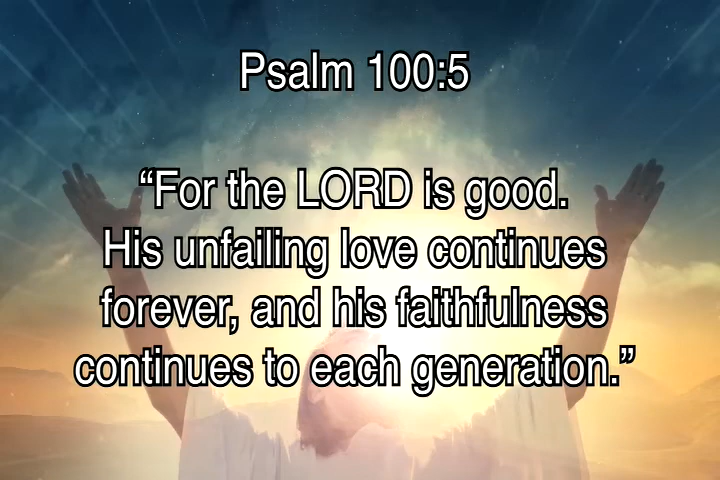 Psalm 100:5
“For the LORD is good.
His unfailing love continues
forever, and his faithfulness
continues to each generation.”